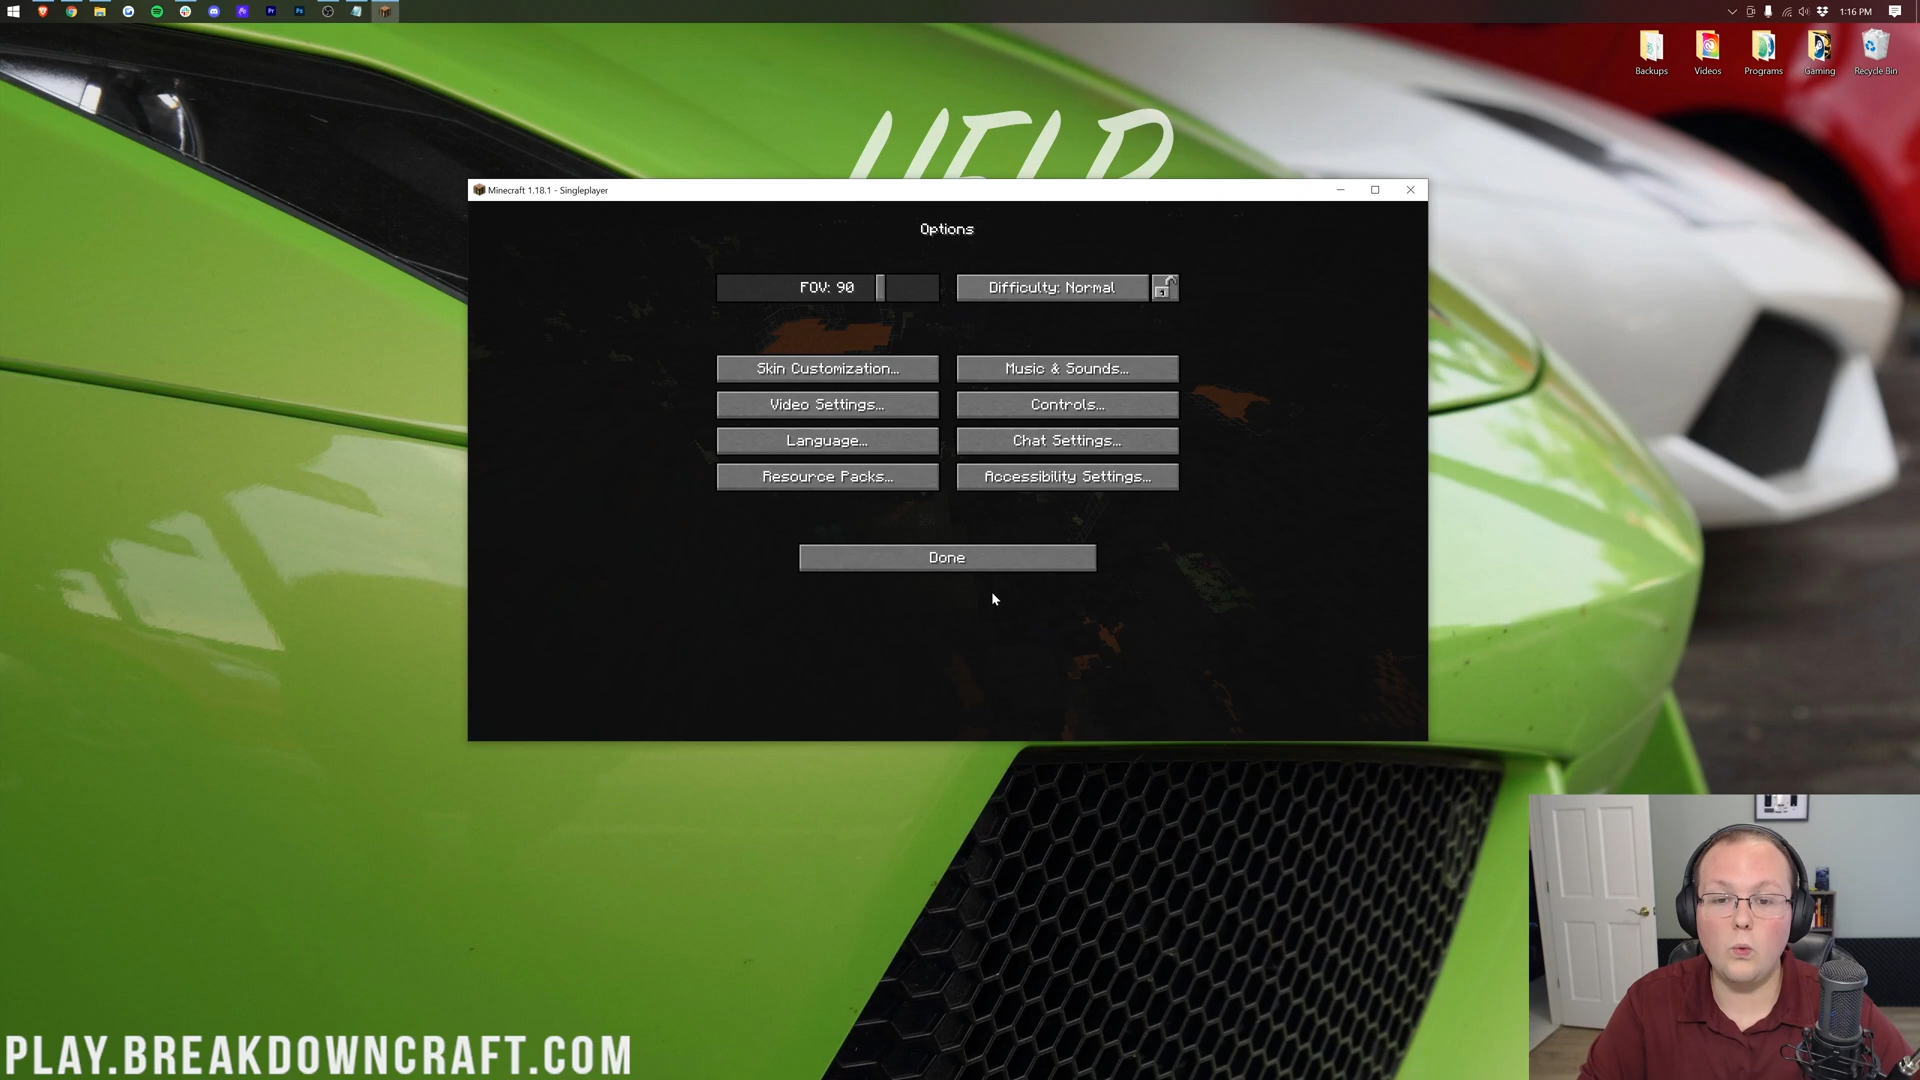 1:16 PM
Backups
Videos
Programs
Gaming
Recycle Bin
HELP
Minecraft 1.18.1 - Singleplayer
Options
FOV: 90
Difficulty: Normal
Skin Customization...
Music & Sounds...
Video Settings...
Controls...
Language...
Chat Settings...
Resource Packs...
Accessibility Settings...
Done
PLAY.BREAKDOWNCRAFT.COM